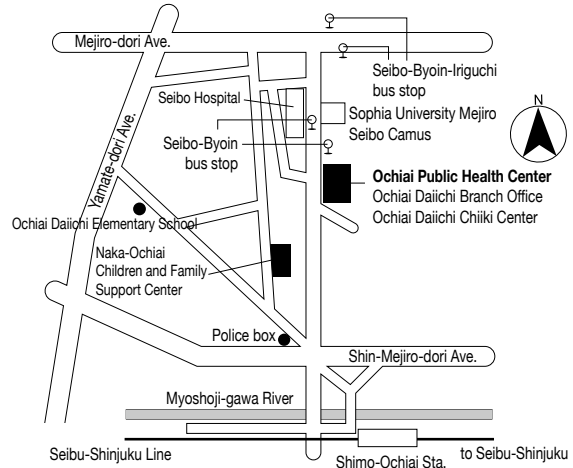 Mejiro-dori Ave.
Seibo-Byoin-Iriguchi
bus stop
Seibo Hospital
Sophia University Mejiro
Seibo Camus
Seibo-Byoin
bus stop
N
Yamate-dori Ave.
Ochiai Public Health Center
Ochiai Daiichi Branch Office
Ochiai Daiichi Chiiki Center
Ochiai Daiichi Elementary School
Naka-Ochiai
Children and Family
Support Center
Police box
Shin-Mejiro-dori Ave.
Myoshoji-gawa River
Seibu-Shinjuku Line
Shimo-Ochiai Sta.
to Seibu-Shinjuku